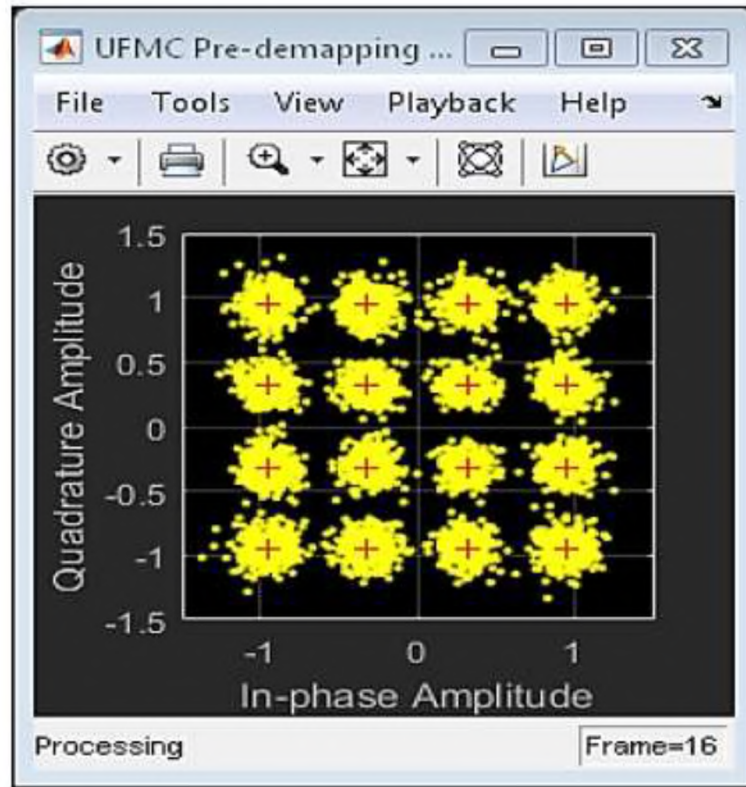 UFMC Pre-demapping ...
File Tools View Playback Help
1.5
1
0.5
0
-0.5
-1
-1.5
Quadrature Amplitude
-1 0 1
In-phase Amplitude
Processing Frame=16